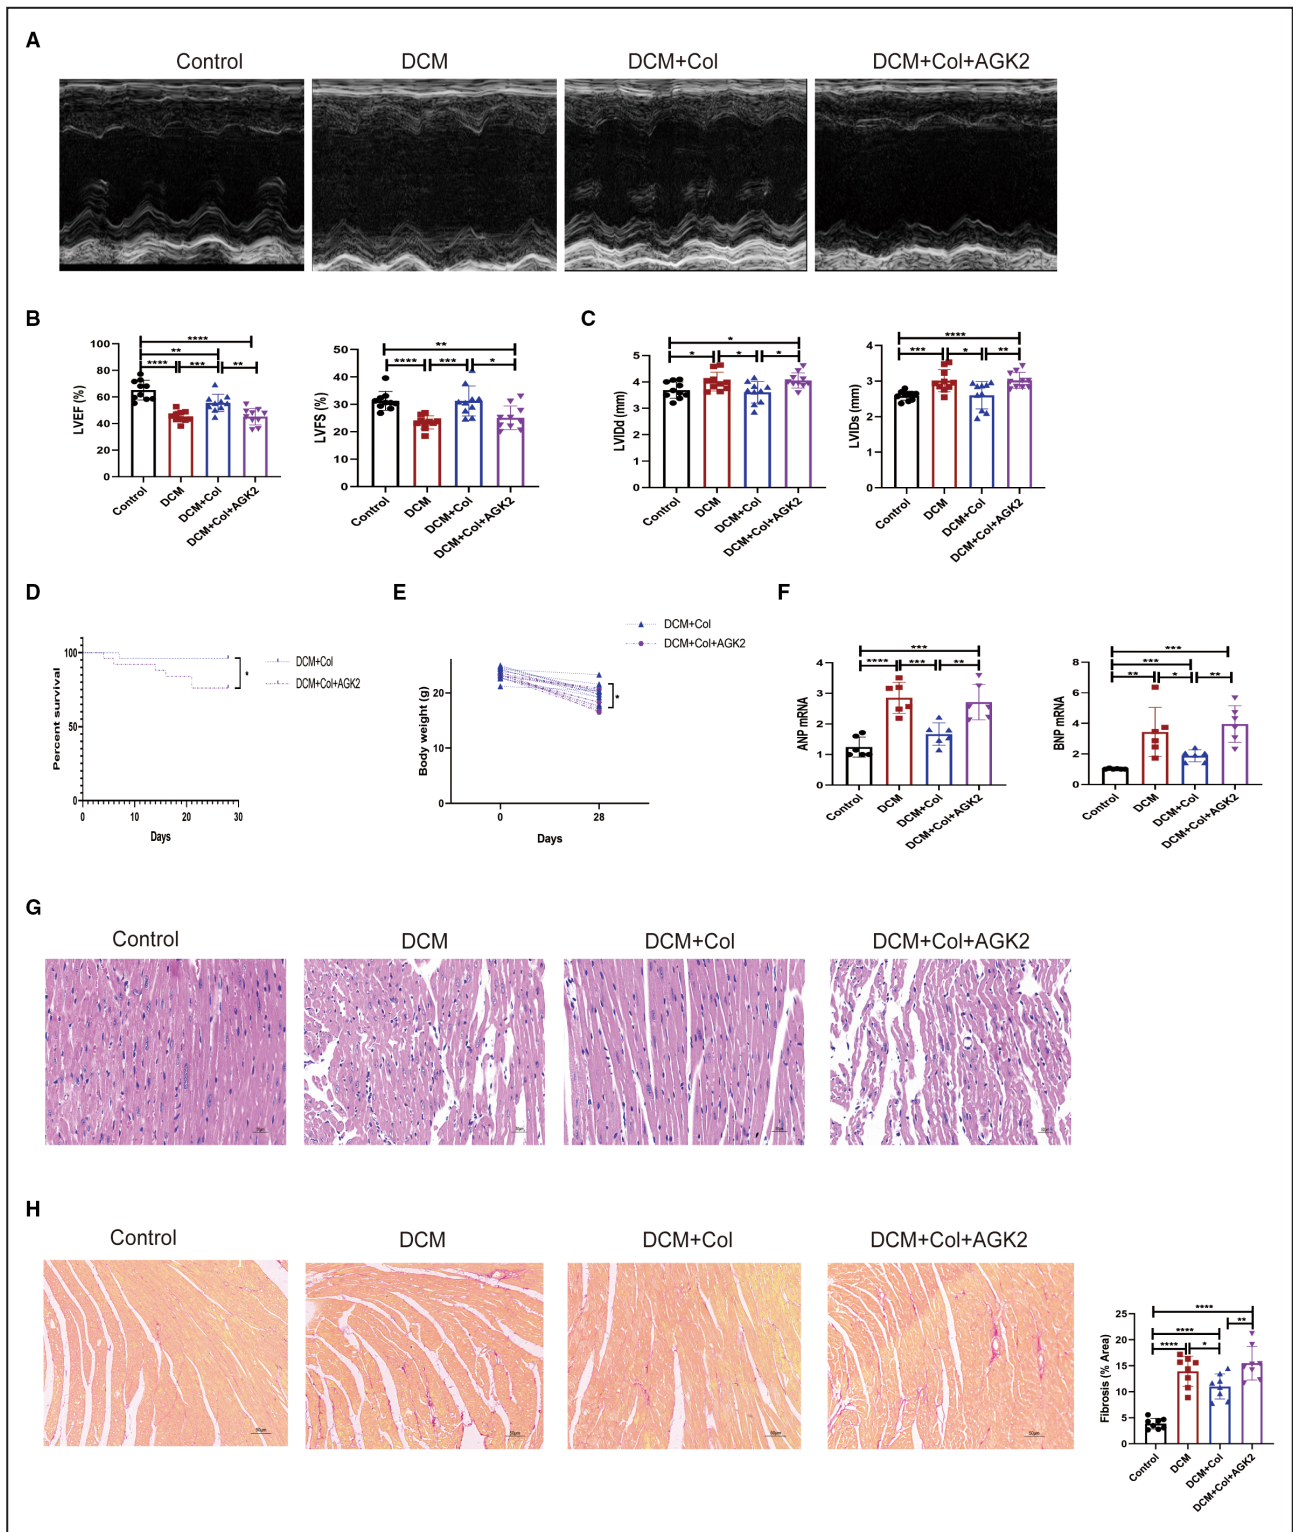 A
Control DCM DCM+Col DCM+Col+AGK2
B
LVEF (%)
100
80
60
40
20
0
****
**
**** *** **
Control DCM DCM+Col DCM+Col+AGK2
LVFS (%)
50
40
30
20
10
0
**
**** *** *
Control DCM DCM+Col DCM+Col+AGK2
C
LVIDd (mm)
5
4
3
2
1
0
*
* * *
Control DCM DCM+Col DCM+Col+AGK2
LVIDs (mm)
4
3
2
1
0
****
*** * **
Control DCM DCM+Col DCM+Col+AGK2
D
Percent survival
100
50
0
0 10 20 30
Days
*
DCM+Col
DCM+Col+AGK2
E
Body weight (g)
20
10
0
0 28
Days
*
DCM+Col
DCM+Col+AGK2
F
ANP mRNA
4
3
2
1
0
***
**** *** **
Control DCM DCM+Col DCM+Col+AGK2
BNP mRNA
8
6
4
2
0
***
***
** * **
Control DCM DCM+Col DCM+Col+AGK2
G
Control DCM DCM+Col DCM+Col+AGK2
H
Control DCM DCM+Col DCM+Col+AGK2
50μm 50μm 50μm 50μm
Fibrosis (% Area)
25
20
15
10
5
0
****
**
****
**** *
Control DCM DCM+Col DCM+Col+AGK2